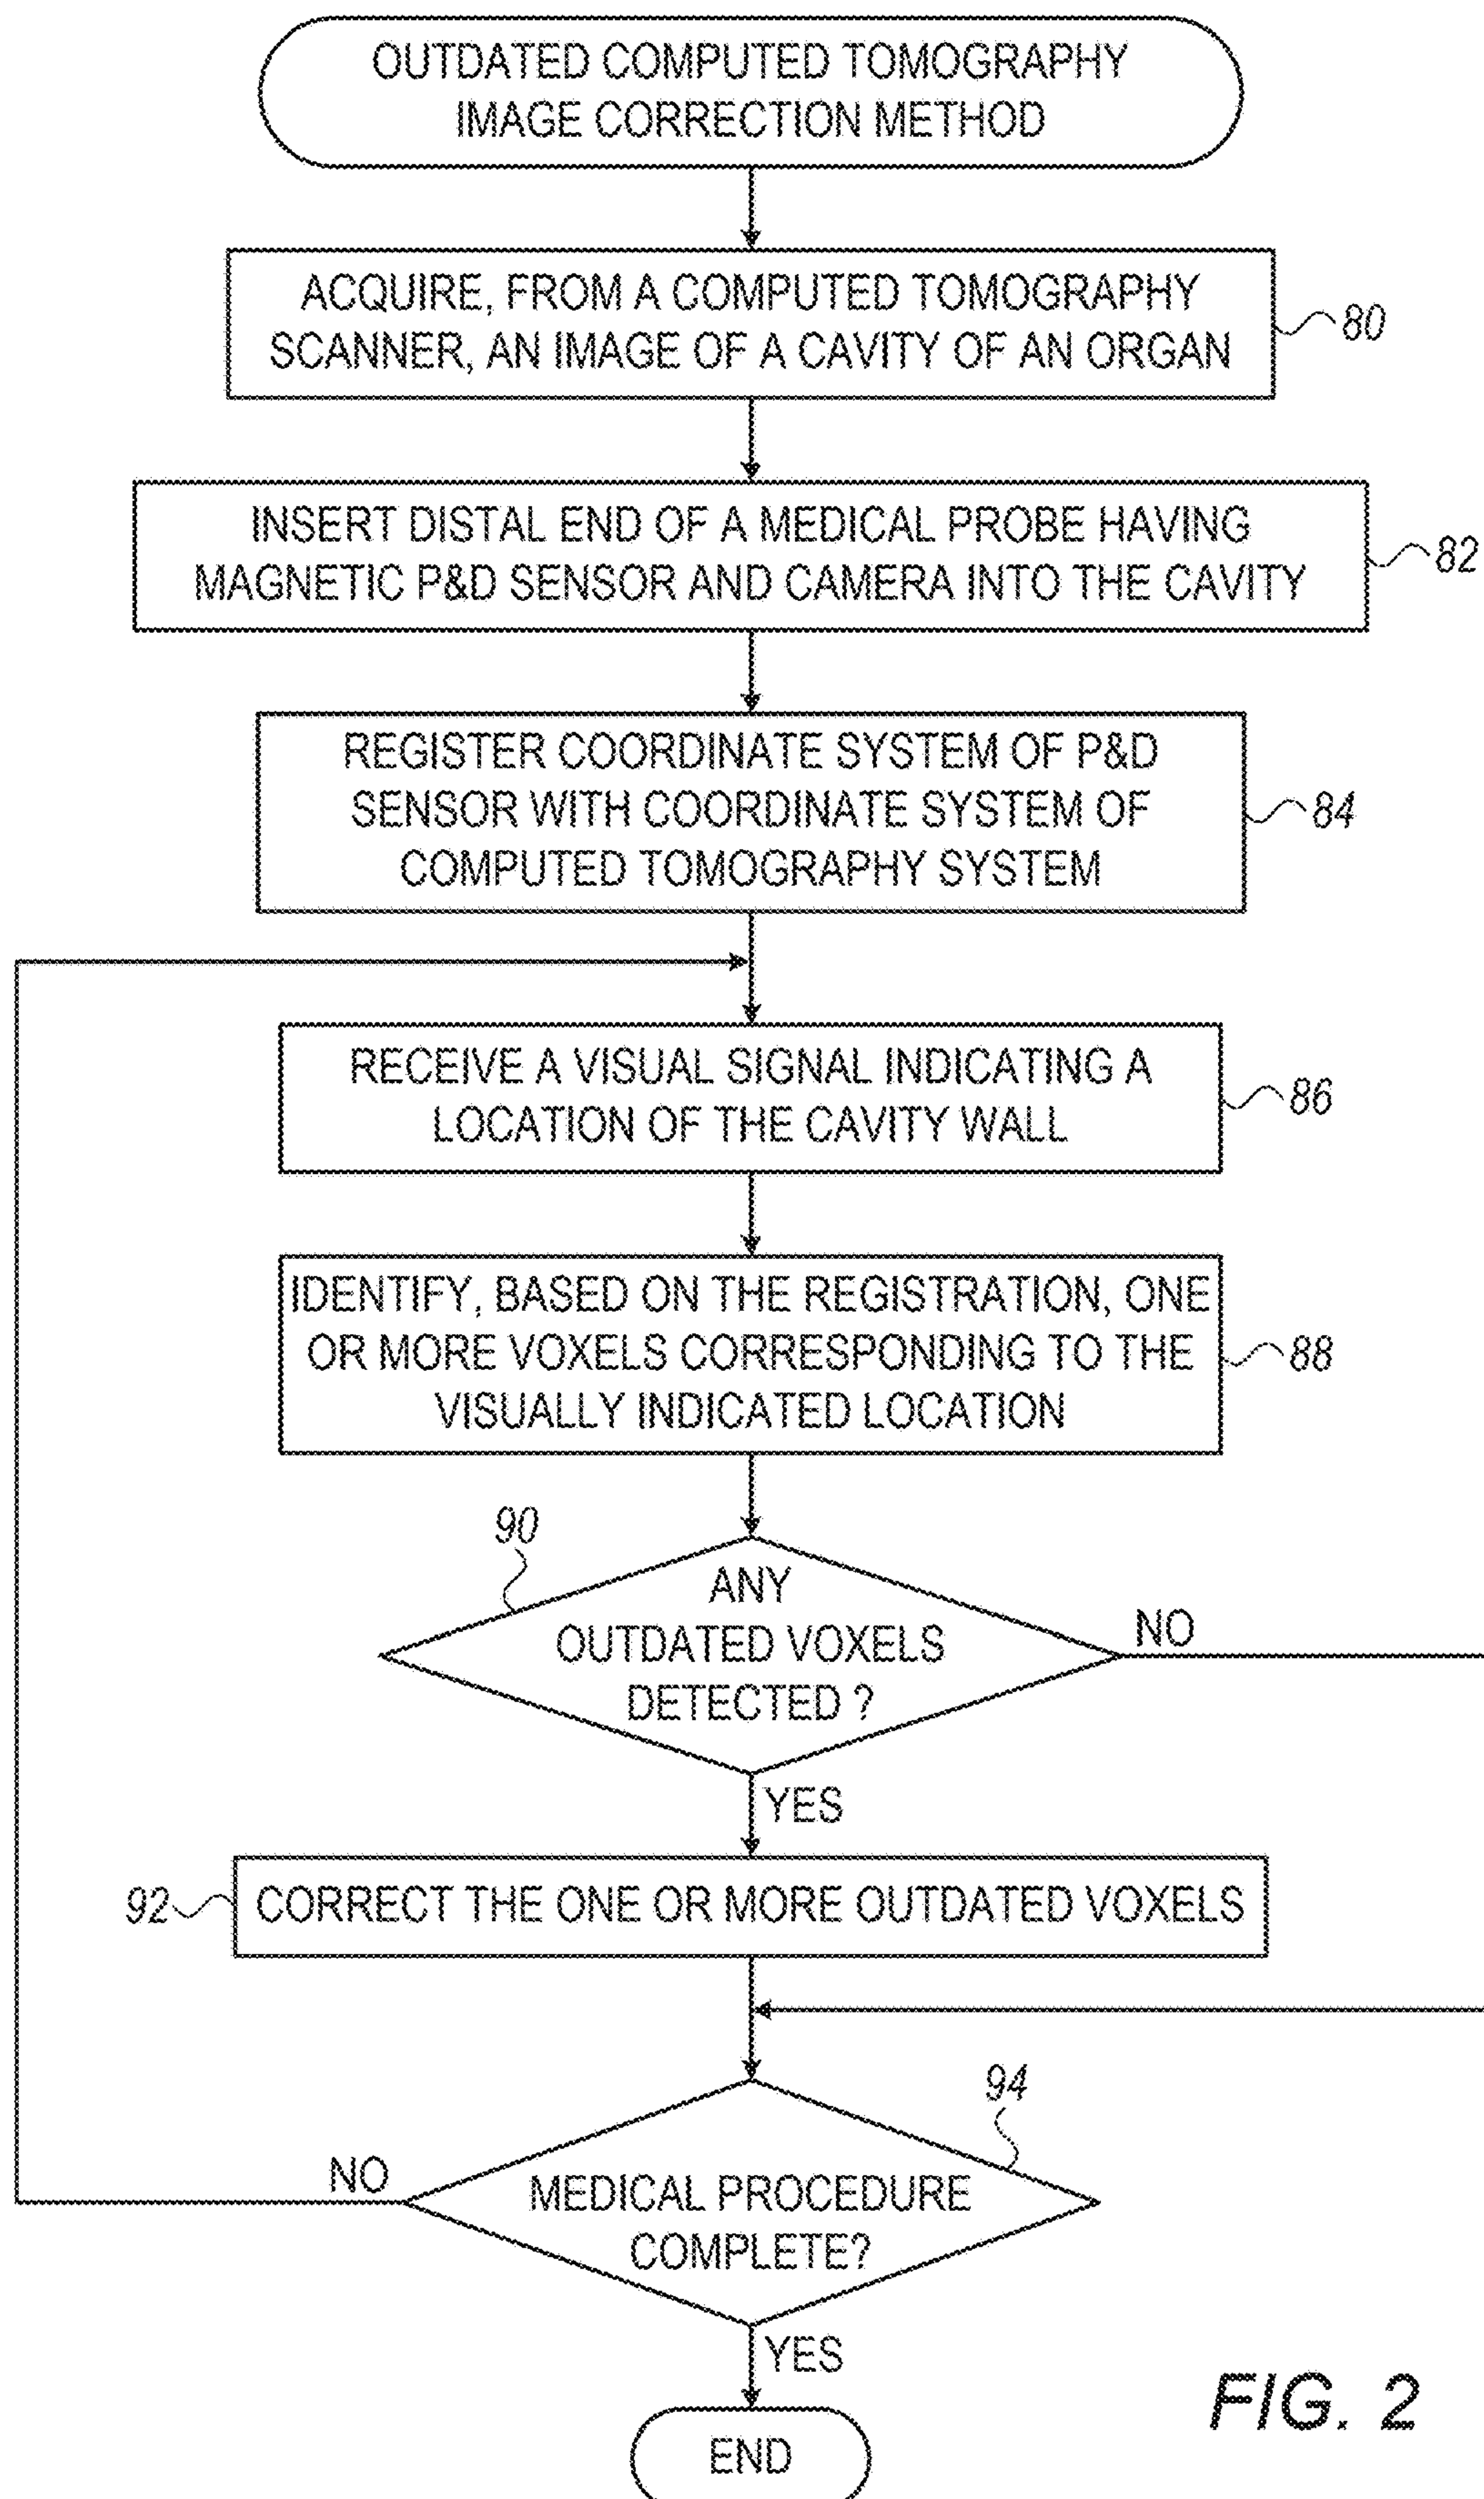 OUTDATED COMPUTED TOMOGRAPHY
IMAGE CORRECTION METHOD
ACQUIRE, FROM A COMPUTED TOMOGRAPHY
SCANNER, AN IMAGE OF A CAVITY OF AN ORGAN
80
INSERT DISTAL END OF A MEDICAL PROBE HAVING
MAGNETIC P&D SENSOR AND CAMERA INTO THE CAVITY
82
REGISTER COORDINATE SYSTEM OF P&D
SENSOR WITH COORDINATE SYSTEM OF
COMPUTED TOMOGRAPHY SYSTEM
84
RECEIVE A VISUAL SIGNAL INDICATING A
LOCATION OF THE CAVITY WALL
86
IDENTIFY, BASED ON THE REGISTRATION, ONE
OR MORE VOXELS CORRESPONDING TO THE
VISUALLY INDICATED LOCATION
88
90
ANY
OUTDATED VOXELS
DETECTED ?
NO
YES
92
CORRECT THE ONE OR MORE OUTDATED VOXELS
94
MEDICAL PROCEDURE
COMPLETE?
NO
YES
END
FIG. 2